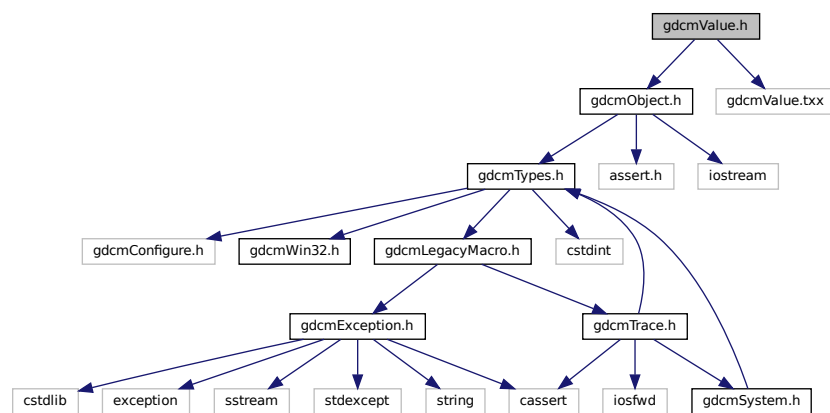 gdcmValue.h
gdcmObject.h
gdcmValue.txx
gdcmTypes.h
assert.h
iostream
gdcmConfigure.h
gdcmWin32.h
gdcmLegacyMacro.h
cstdint
gdcmException.h
gdcmTrace.h
cstdlib
exception
sstream
stdexcept
string
cassert
iosfwd
gdcmSystem.h